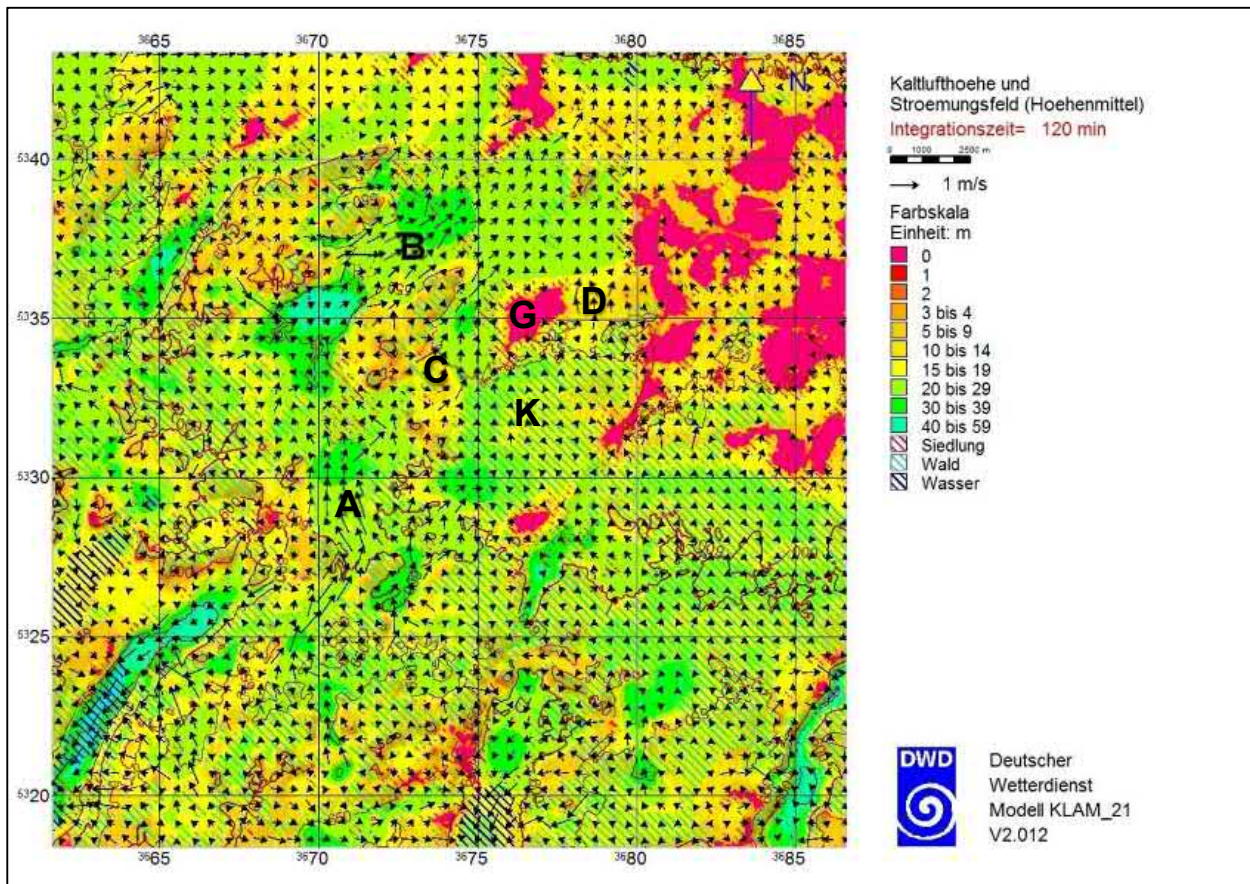 3665 3670 3675 3680 3685
N
5340
B
G D
5335
C
K
5330
A
5325
5320
3665 3670 3675 3680 3685
Kaltlufthoehe und
Stroemungsfeld (Hoehenmittel)
Integrationszeit= 120 min
0 1000 2500 m
1 m/s
Farbskala
Einheit: m
0
1
2
3 bis 4
5 bis 9
10 bis 14
15 bis 19
20 bis 29
30 bis 39
40 bis 59
Siedlung
Wald
Wasser
DWD
Deutscher
Wetterdienst
Modell KLAM_21
V2.012